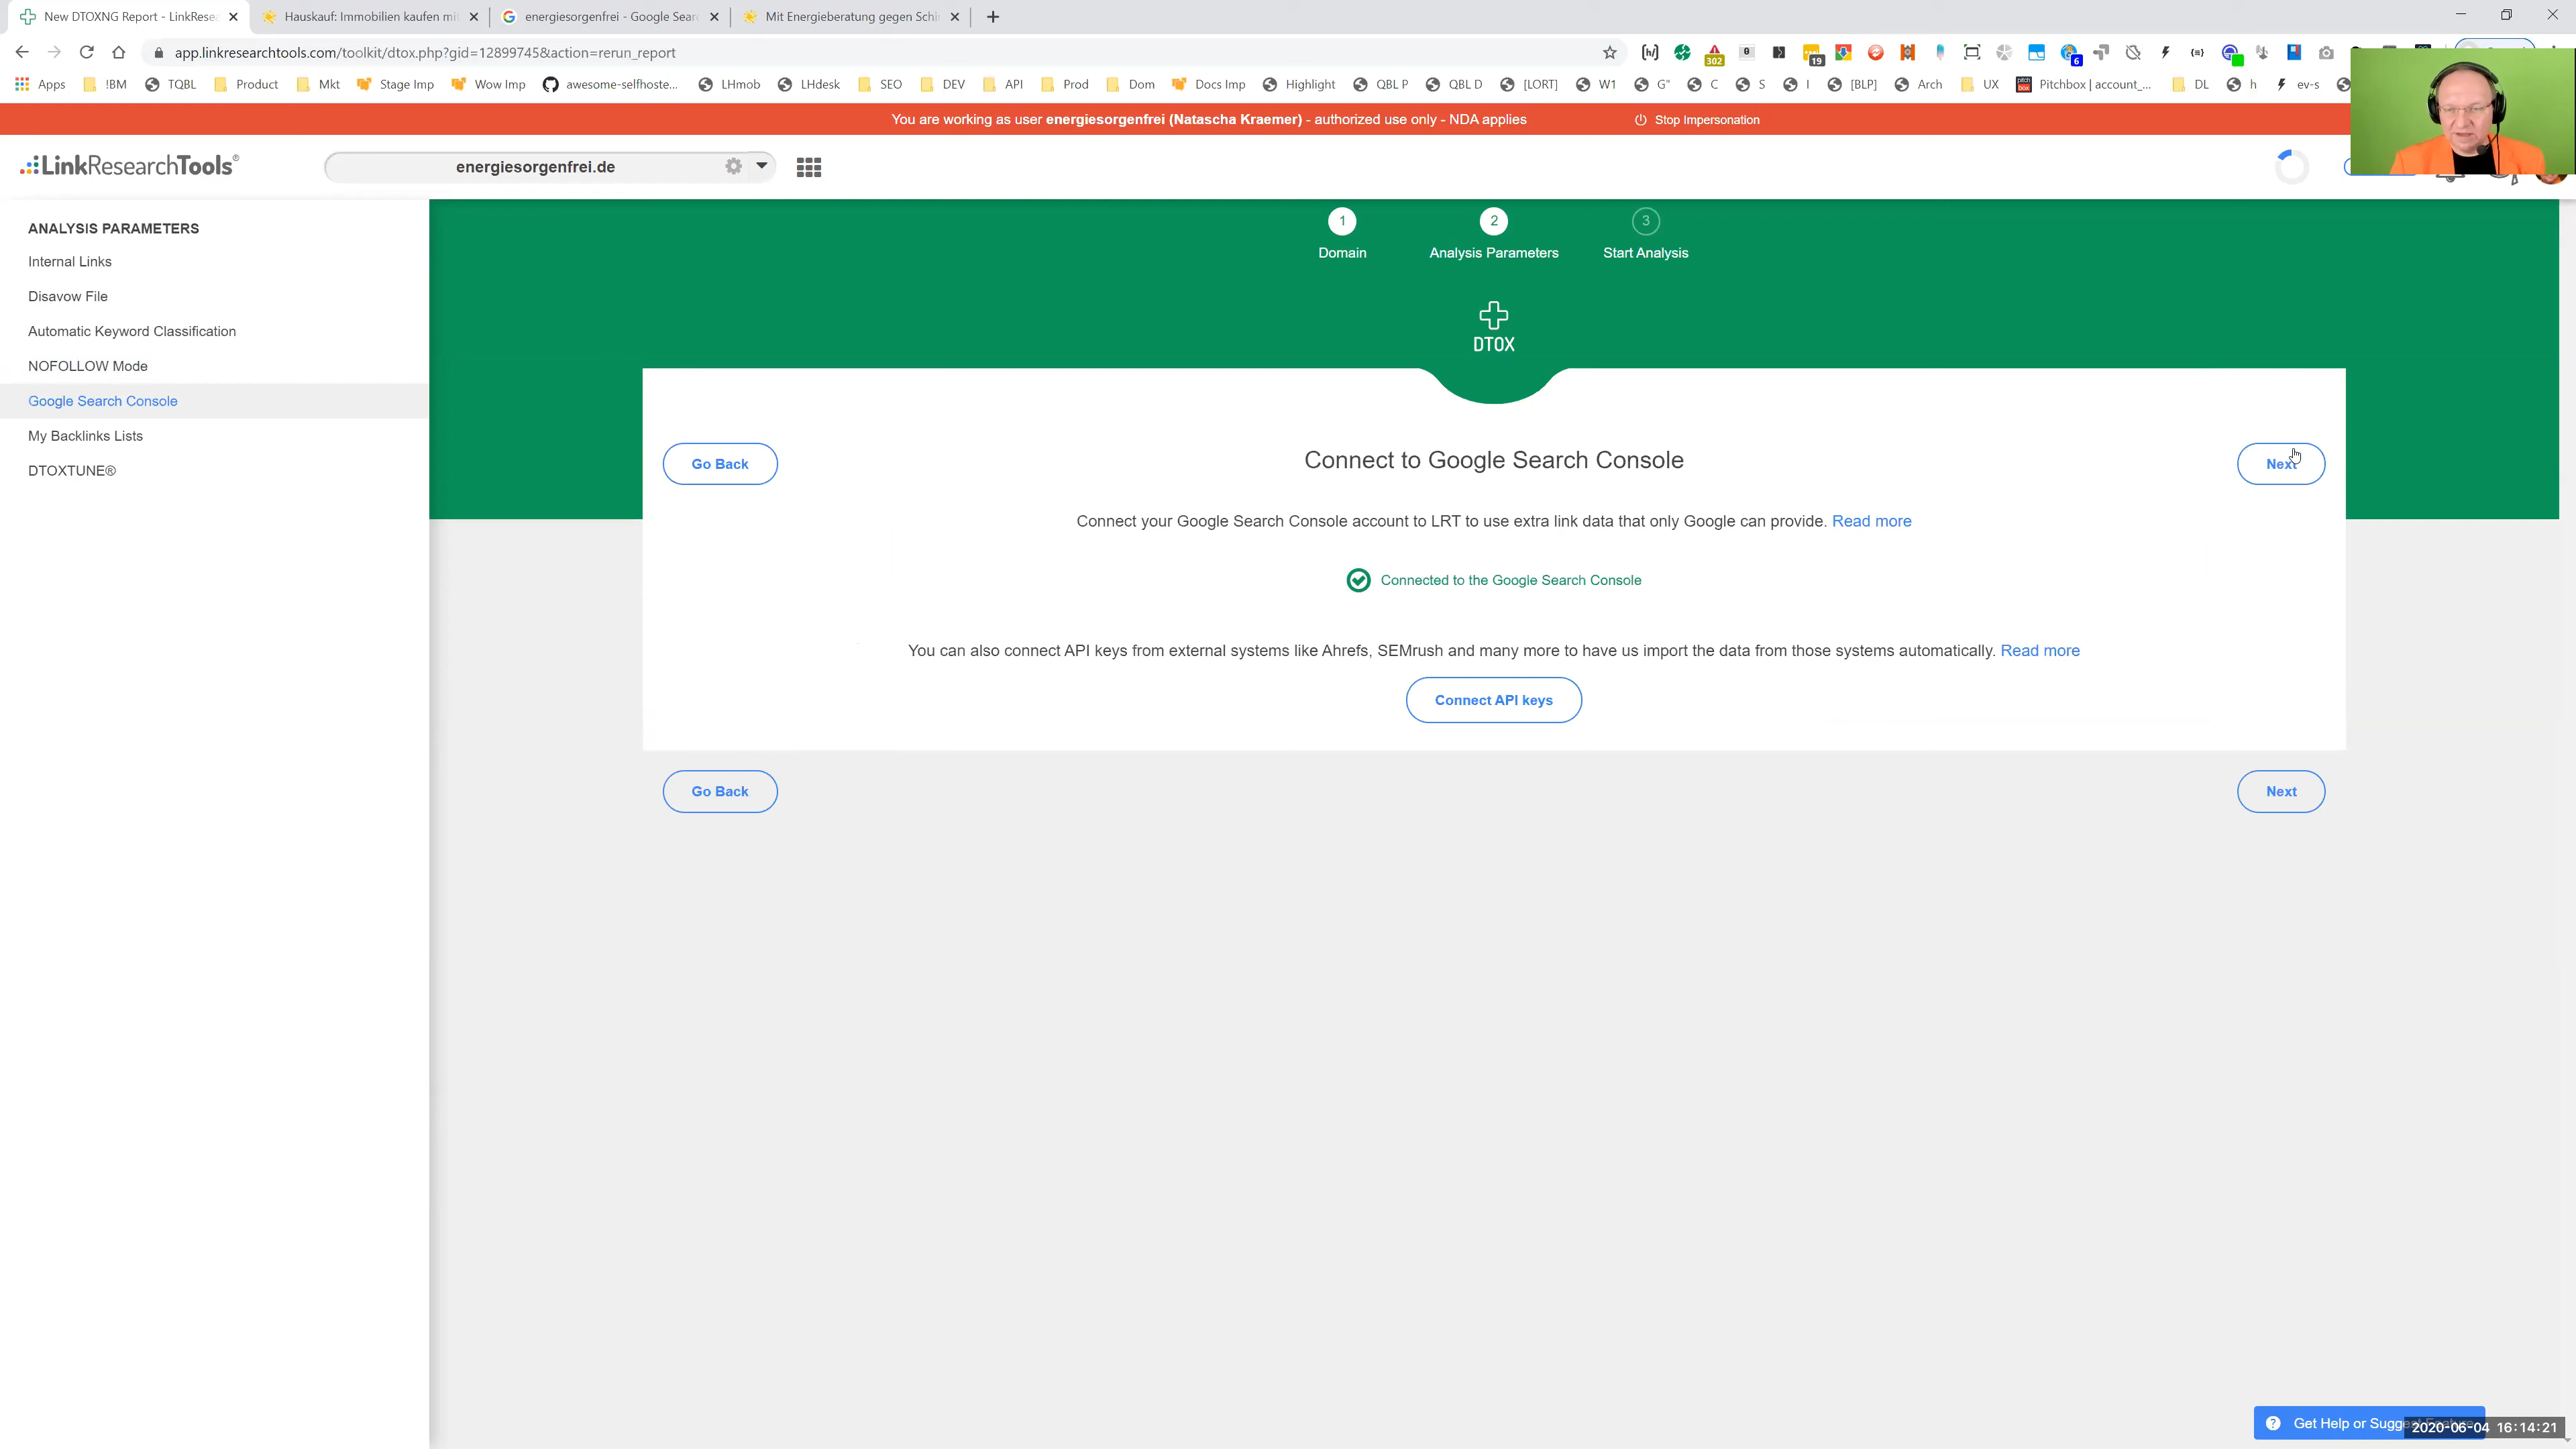 New DTOXNG Report - LinkResea
Hauskauf: Immobilien kaufen mit
energiesorgenfrei - Google Sear
Mit Energieberatung gegen Schi
app.linkresearchtools.com/toolkit/dtox.php?gid=12899745&action=rerun_report
302
19
6
Apps
!BM
TQBL
Product
Mkt
Stage Imp
Wow Imp
awesome-selfhoste...
LHmob
LHdesk
SEO
DEV
API
Prod
Dom
Docs Imp
Highlight
QBL P
QBL D
[LORT]
W1
G"
C
S
I
[BLP]
Arch
UX
Pitchbox | account_...
DL
h
ev-s
You are working as user energiesorgenfrei (Natascha Kraemer) - authorized use only - NDA applies
Stop Impersonation
LinkResearchTools®
energiesorgenfrei.de
ANALYSIS PARAMETERS
Internal Links
Disavow File
Automatic Keyword Classification
NOFOLLOW Mode
Google Search Console
My Backlinks Lists
DTOXTUNE®
1
2
3
Domain
Analysis Parameters
Start Analysis
DTOX
Go Back
Connect to Google Search Console
Next
Connect your Google Search Console account to LRT to use extra link data that only Google can provide. Read more
Connected to the Google Search Console
You can also connect API keys from external systems like Ahrefs, SEMrush and many more to have us import the data from those systems automatically. Read more
Connect API keys
Go Back
Next
Get Help or Sugge
2020-06-04 16:14:21